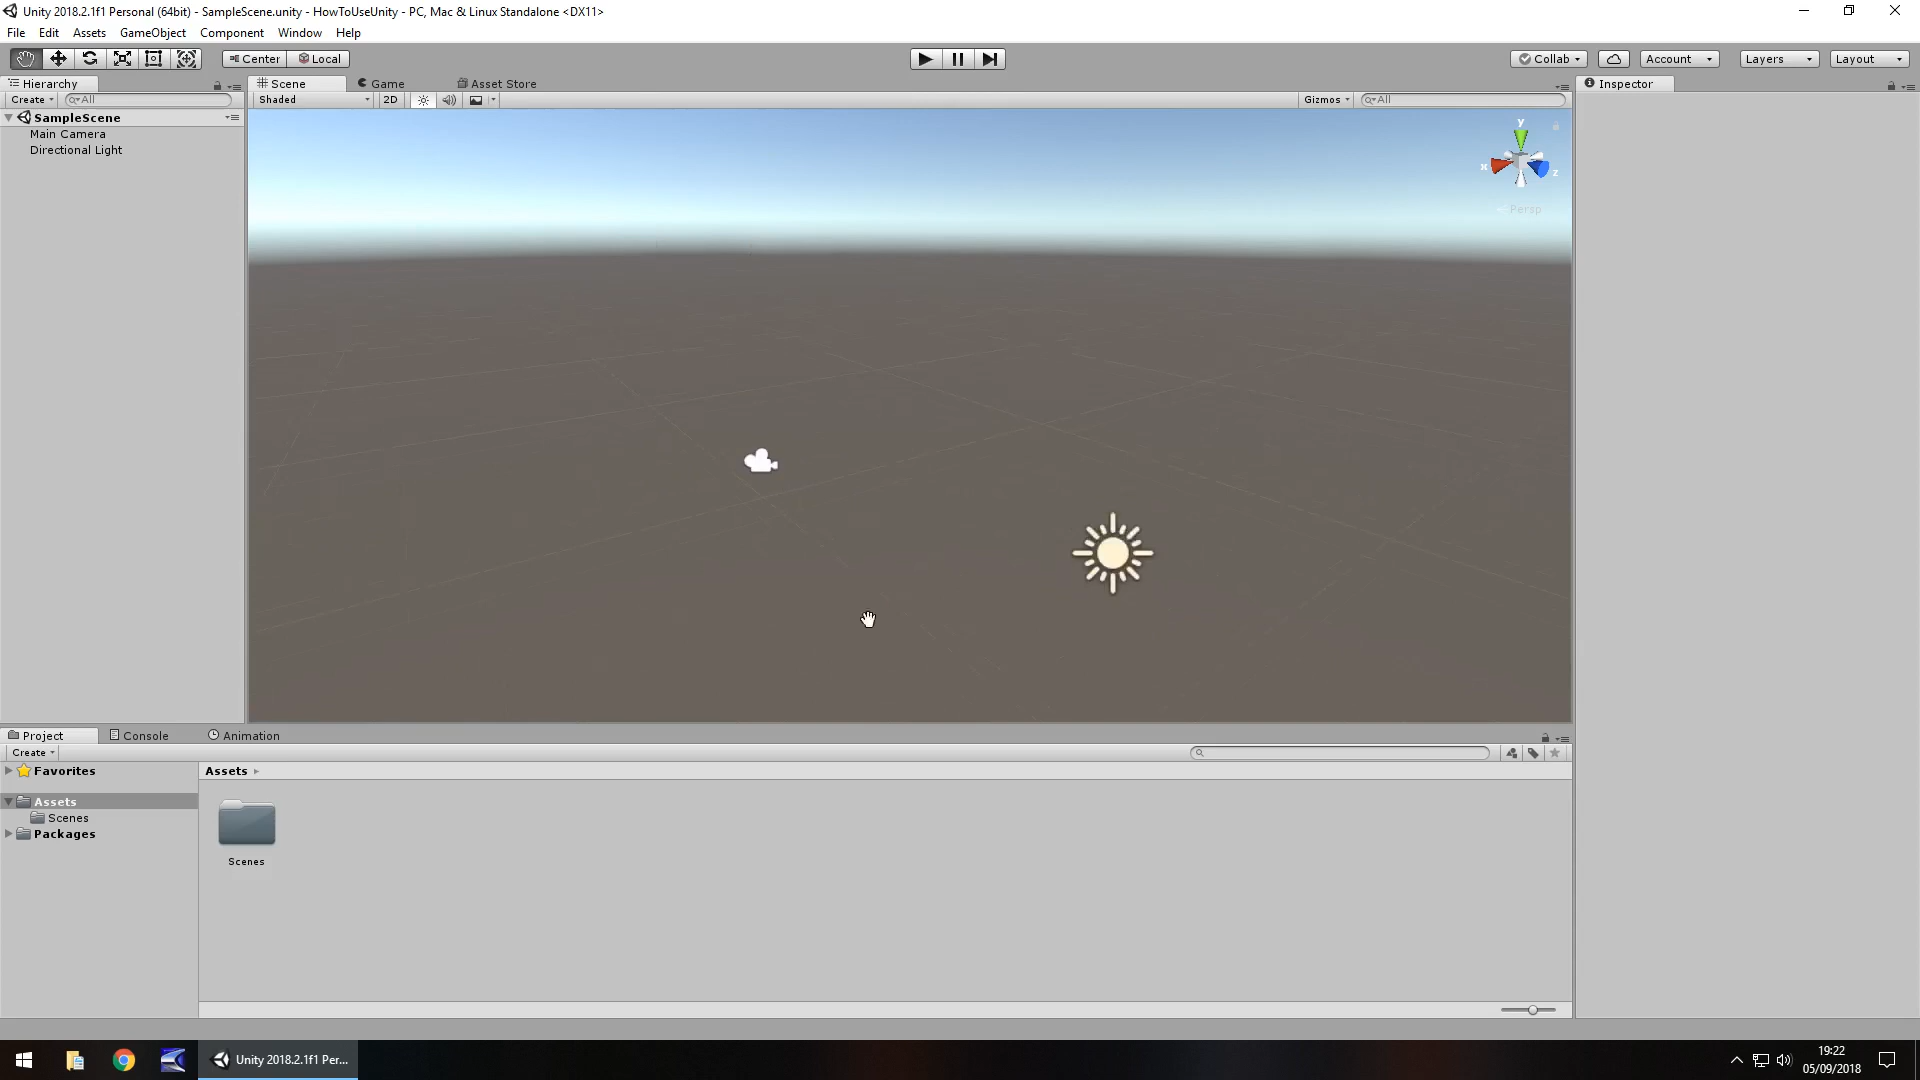 Unity 2018.2.1f1 Personal (64bit) - SampleScene.unity - HowToUseUnity - PC, Mac & Linux Standalone <DX11>
File Edit Assets GameObject Component Window Help
Center Local Collab Account Layers Layout
Hierarchy Scene Game Asset Store Inspector
Create All Shaded 2D Gizmos All
SampleScene
Main Camera
Directional Light
y
x
z
Persp
Project Console Animation
Create
Favorites
Assets
Scenes
Packages
Assets
Scenes
Unity 2018.2.1f1 Per...
19:22
05/09/2018